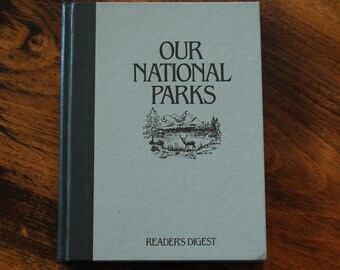 OUR
NATIONAL
PARKS
READER'S DIGEST